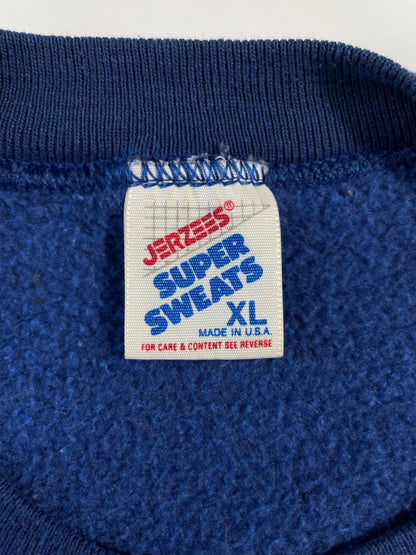 JERZEES®
SUPER
SWEATS
XL
MADE IN U.S.A.
FOR CARE & CONTENT SEE REVERSE